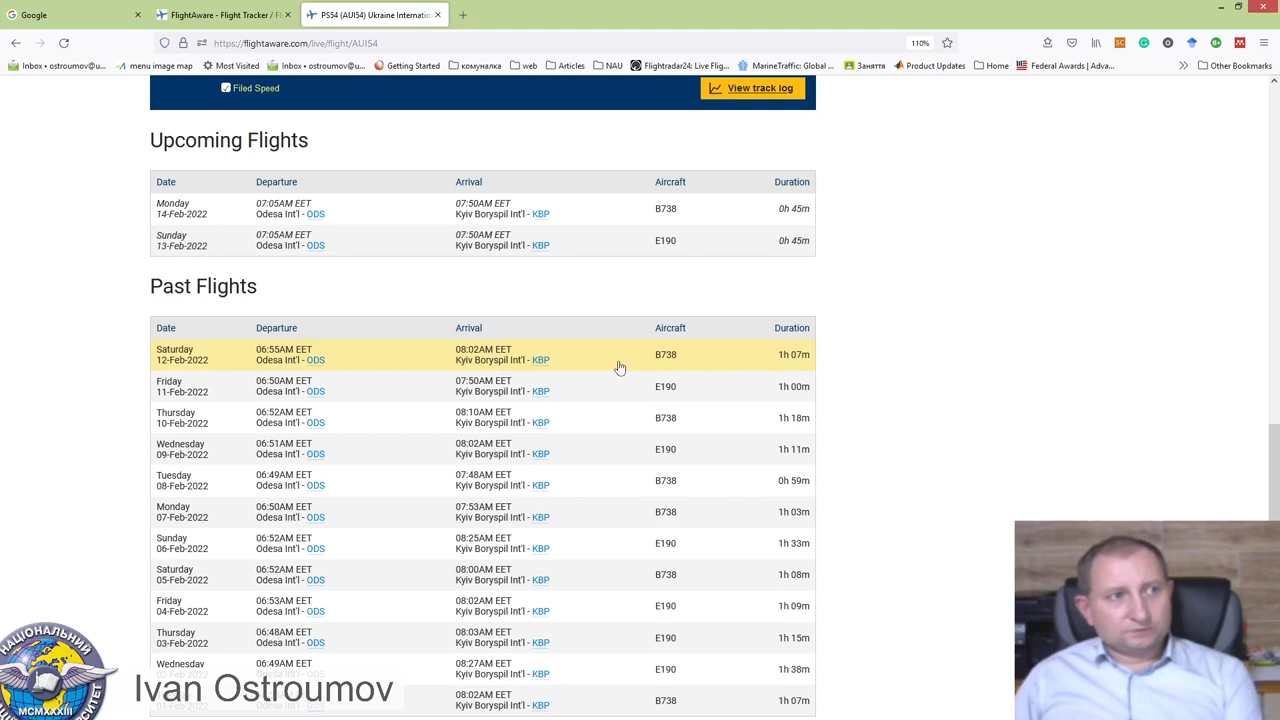 Google
FlightAware - Flight Tracker / Fl
PS54 (AUI54) Ukraine Internation
https://flightaware.com/live/flight/AUI54
110%
Inbox • ostroumov@u...
menu image map
Most Visited
Inbox • ostroumov@u...
Getting Started
комуналка
web
Articles
NAU
Flightradar24: Live Flig...
MarineTraffic: Global ...
Заняття
Product Updates
Home
Federal Awards | Adva...
Other Bookmarks
Filed Speed
View track log
Upcoming Flights
Date Departure Arrival Aircraft Duration
Monday 07:05AM EET 07:50AM EET
14-Feb-2022 Odesa Int'l - ODS Kyiv Boryspil Int'l - KBP B738 0h 45m
Sunday 07:05AM EET 07:50AM EET
13-Feb-2022 Odesa Int'l - ODS Kyiv Boryspil Int'l - KBP E190 0h 45m
Past Flights
Date Departure Arrival Aircraft Duration
Saturday 06:55AM EET 08:02AM EET
12-Feb-2022 Odesa Int'l - ODS Kyiv Boryspil Int'l - KBP B738 1h 07m
Friday 06:50AM EET 07:50AM EET
11-Feb-2022 Odesa Int'l - ODS Kyiv Boryspil Int'l - KBP E190 1h 00m
Thursday 06:52AM EET 08:10AM EET
10-Feb-2022 Odesa Int'l - ODS Kyiv Boryspil Int'l - KBP B738 1h 18m
Wednesday 06:51AM EET 08:02AM EET
09-Feb-2022 Odesa Int'l - ODS Kyiv Boryspil Int'l - KBP E190 1h 11m
Tuesday 06:49AM EET 07:48AM EET
08-Feb-2022 Odesa Int'l - ODS Kyiv Boryspil Int'l - KBP B738 0h 59m
Monday 06:50AM EET 07:53AM EET
07-Feb-2022 Odesa Int'l - ODS Kyiv Boryspil Int'l - KBP B738 1h 03m
Sunday 06:52AM EET 08:25AM EET
06-Feb-2022 Odesa Int'l - ODS Kyiv Boryspil Int'l - KBP E190 1h 33m
Saturday 06:52AM EET 08:00AM EET
05-Feb-2022 Odesa Int'l - ODS Kyiv Boryspil Int'l - KBP B738 1h 08m
Friday 06:53AM EET 08:02AM EET
04-Feb-2022 Odesa Int'l - ODS Kyiv Boryspil Int'l - KBP E190 1h 09m
Thursday 06:48AM EET 08:03AM EET
03-Feb-2022 Odesa Int'l - ODS Kyiv Boryspil Int'l - KBP E190 1h 15m
Wednesday 06:49AM EET 08:27AM EET
02-Feb-2022 Odesa Int'l - ODS Kyiv Boryspil Int'l - KBP E190 1h 38m
08:02AM EET
01-Feb-2022 Odesa Int'l - ODS Kyiv Boryspil Int'l - KBP B738 1h 07m
НАЦІОНАЛЬНИЙ
MCMXXXIII
Ivan Ostroumov